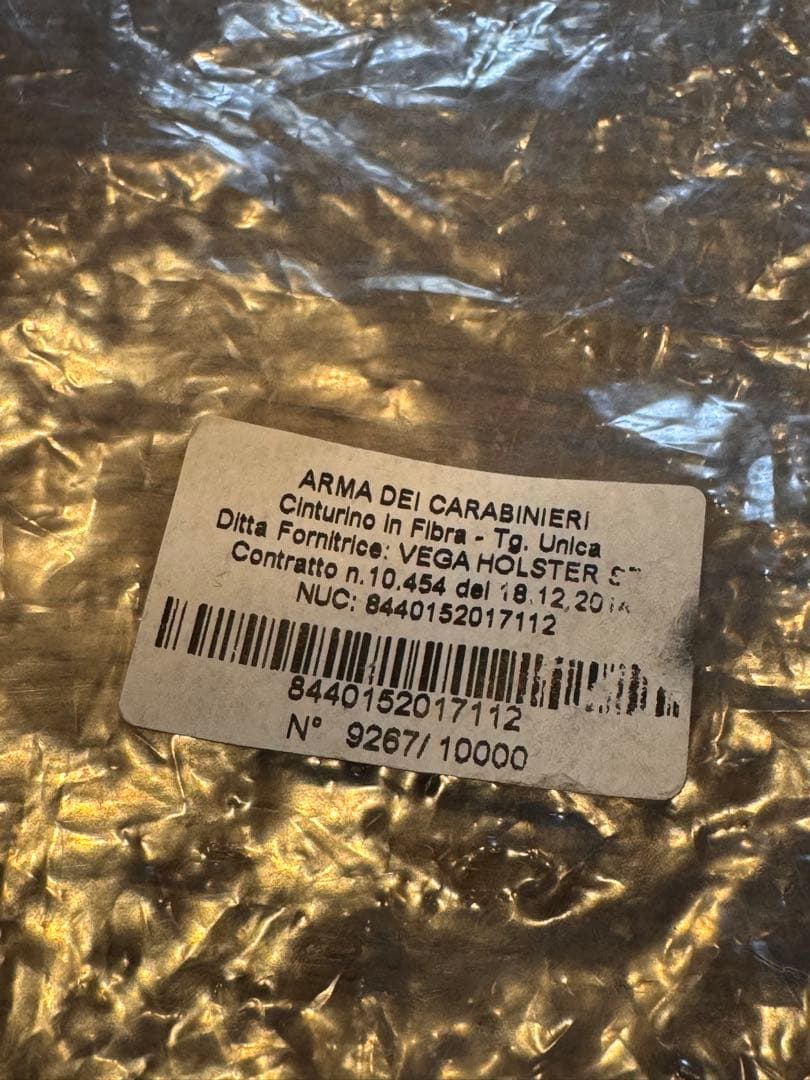 ARMA DEI CARABINIERI
Cinturino in Fibra - Tg. Unica
Ditta Fornitrice: VEGA HOLSTER
Contratto n.10.454 del 18.12.
NUC: 8440152017112
8440152017112
N° 9267/10000